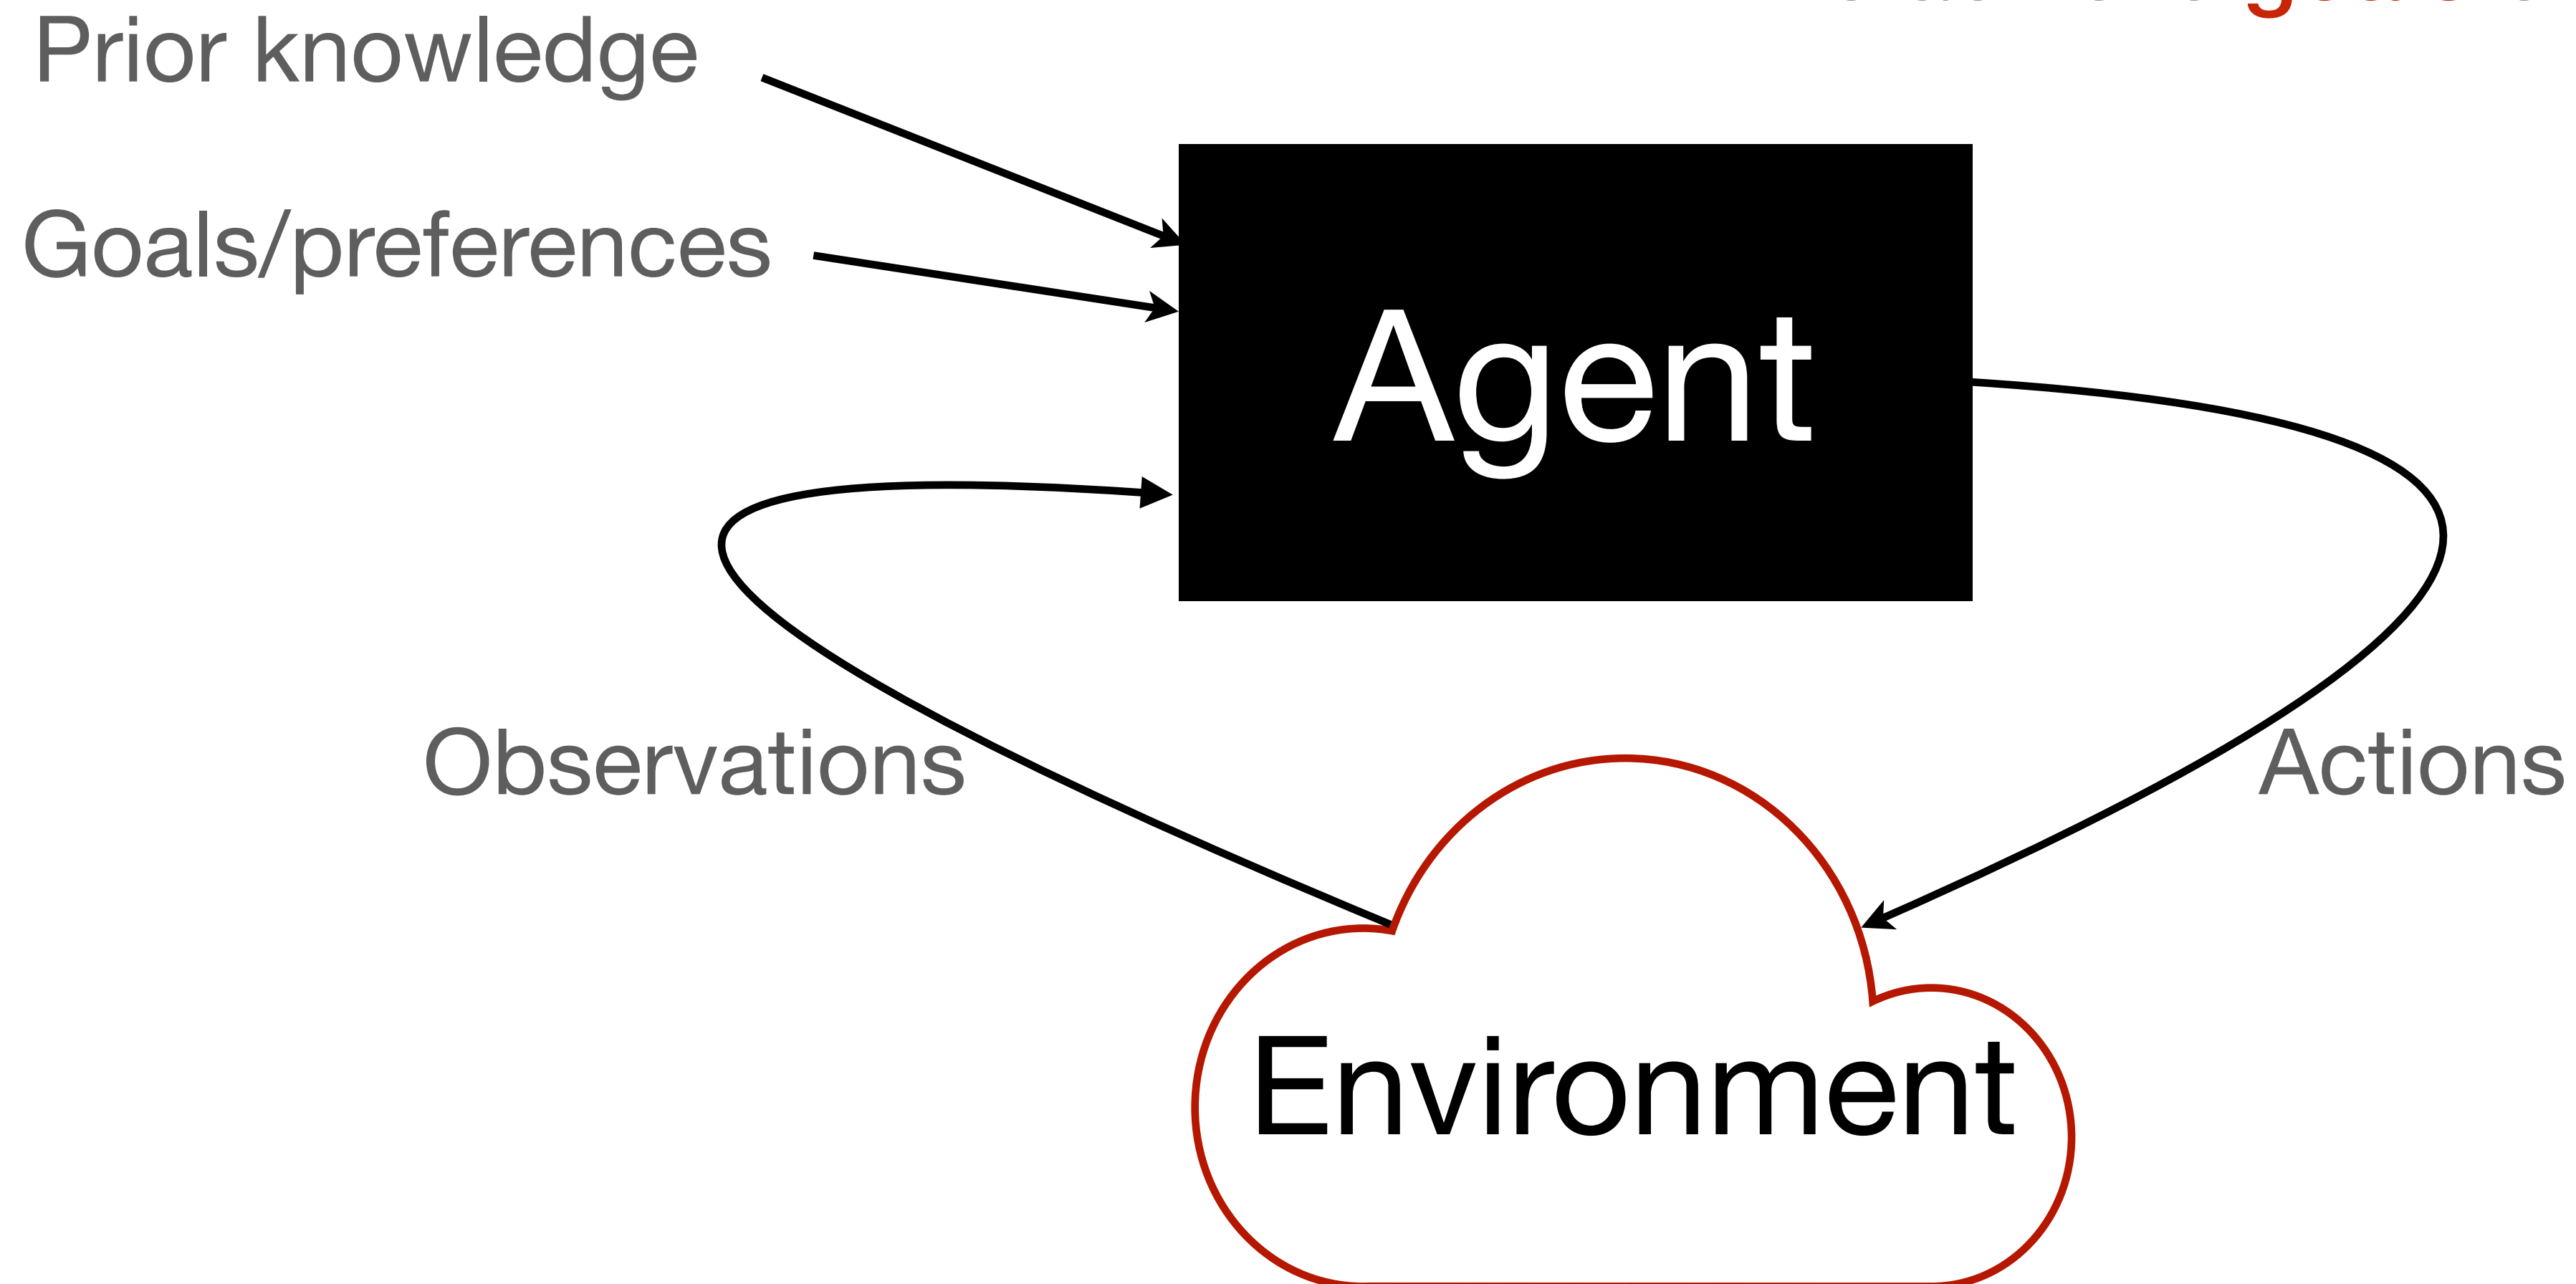 Prior knowledge
Goals/preferences
Agent
Observations
Actions
Environment